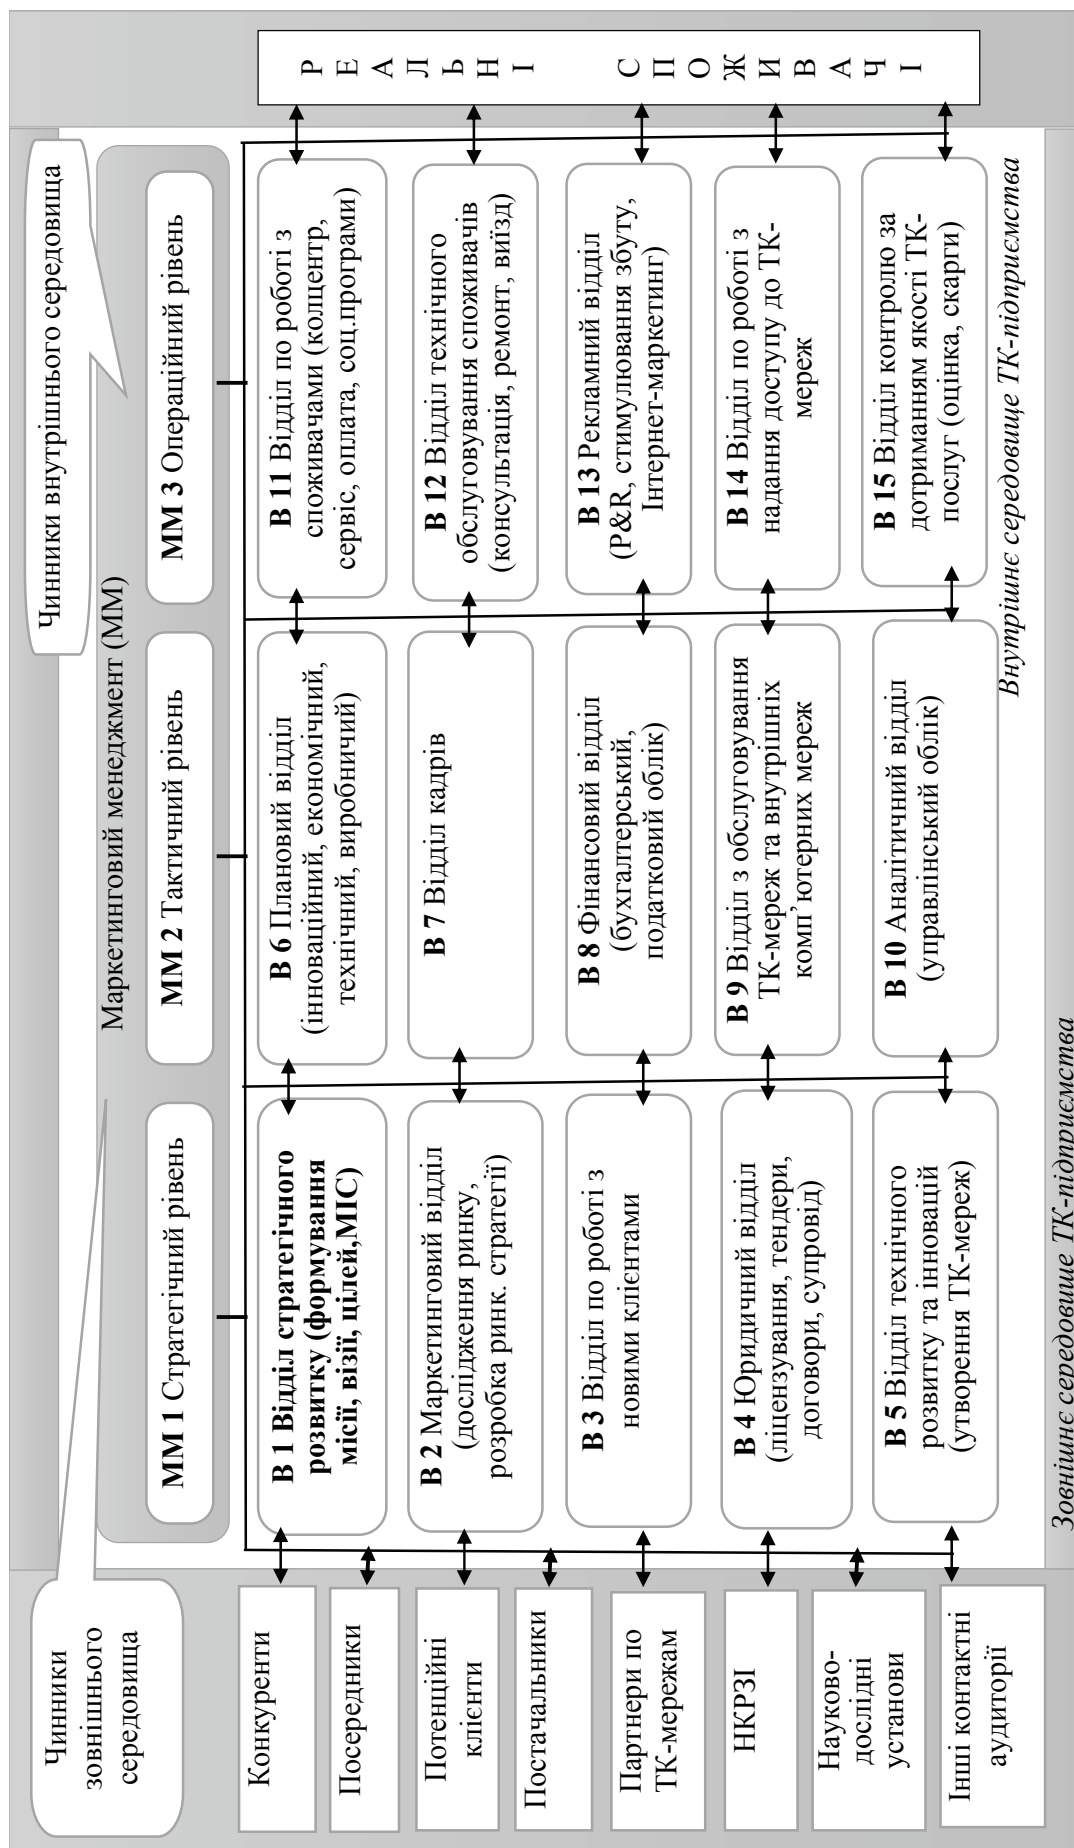 Чинники
зовнішнього
середовища
Чинники внутрішнього середовища
Маркетинговий менеджмент (ММ)
ММ 1 Стратегічний рівень
ММ 2 Тактичний рівень
ММ 3 Операційний рівень
Конкуренти
Посередники
Потенційні
клієнти
Постачальники
Партнери по
ТК-мережам
НКРЗІ
Науково-
дослідні
установи
Інші контактні
аудиторії
В 1 Відділ стратегічного
розвитку (формування
місії, візії, цілей,МІС)
В 2 Маркетинговий відділ
(дослідження ринку,
розробка ринк. стратегії)
В 3 Відділ по роботі з
новими клієнтами
В 4 Юридичний відділ
(ліцензування, тендери,
договори, супровід)
В 5 Відділ технічного
розвитку та інновацій
(утворення ТК-мереж)
В 6 Плановий відділ
(інноваційний, економічний,
технічний, виробничий)
В 7 Відділ кадрів
В 8 Фінансовий відділ
(бухгалтерський,
податковий облік)
В 9 Відділ з обслуговування
ТК-мереж та внутрішніх
комп’ютерних мереж
В 10 Аналітичний відділ
(управлінський облік)
В 11 Відділ по роботі з
споживачами (колцентр,
сервіс, оплата, соц.програми)
В 12 Відділ технічного
обслуговування споживачів
(консультація, ремонт, виїзд)
В 13 Рекламний відділ
(P&R, стимулювання збуту,
Інтернет-маркетинг)
В 14 Відділ по роботі з
надання доступу до ТК-
мереж
В 15 Відділ контролю за
дотриманням якості ТК-
послуг (оцінка, скарги)
Р
Е
А
Л
Ь
Н
І
С
П
О
Ж
И
В
А
Ч
І
Внутрішнє середовище ТК-підприємства
Зовнішнє середовище ТК-підприємства